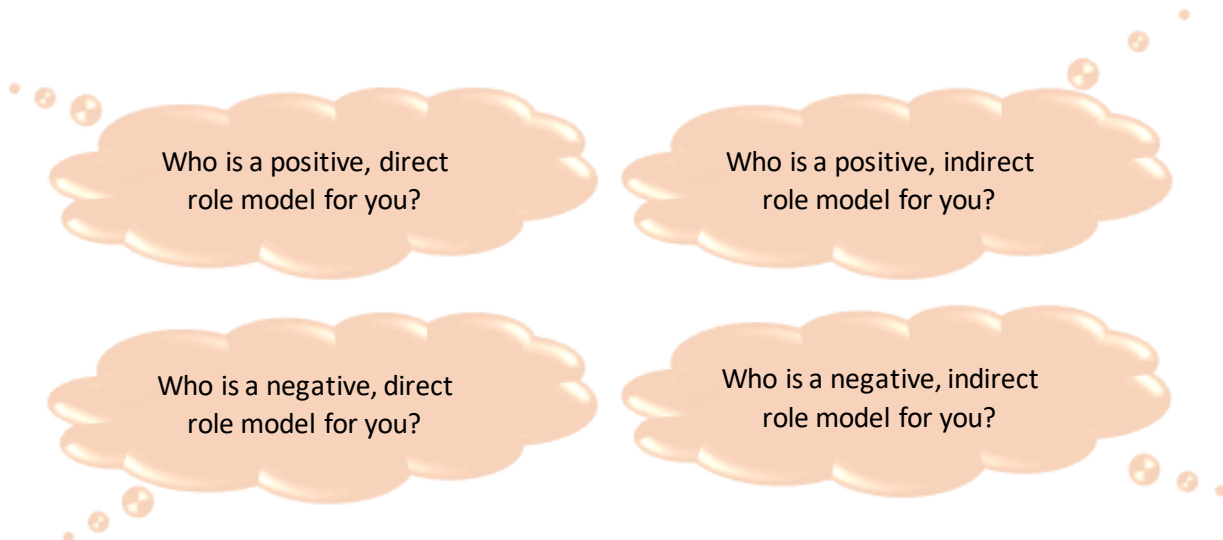 Who is a positive, direct
role model for you?
Who is a positive, indirect
role model for you?
Who is a negative, direct
role model for you?
Who is a negative, indirect
role model for you?